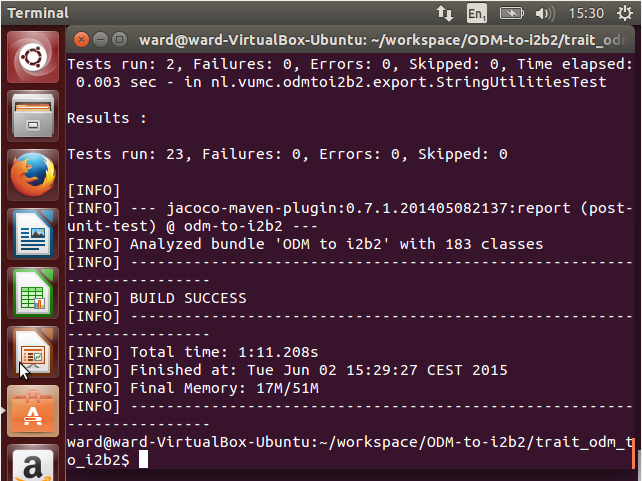 Terminal
En1
15:30
ward@ward-VirtualBox-Ubuntu: ~/workspace/ODM-to-i2b2/trait_odm
Tests run: 2, Failures: 0, Errors: 0, Skipped: 0, Time elapsed:
 0.003 sec - in nl.vumc.odmtoi2b2.export.StringUtilitiesTest
Results :
Tests run: 23, Failures: 0, Errors: 0, Skipped: 0
[INFO]
[INFO] --- jacoco-maven-plugin:0.7.1.201405082137:report (post-
unit-test) @ odm-to-i2b2 ---
[INFO] Analyzed bundle 'ODM to i2b2' with 183 classes
[INFO] --------------------------------------------------------
----------------
[INFO] BUILD SUCCESS
[INFO] --------------------------------------------------------
----------------
[INFO] Total time: 1:11.208s
[INFO] Finished at: Tue Jun 02 15:29:27 CEST 2015
[INFO] Final Memory: 17M/51M
[INFO] --------------------------------------------------------
----------------
ward@ward-VirtualBox-Ubuntu:~/workspace/ODM-to-i2b2/trait_odm_t
o_i2b2$